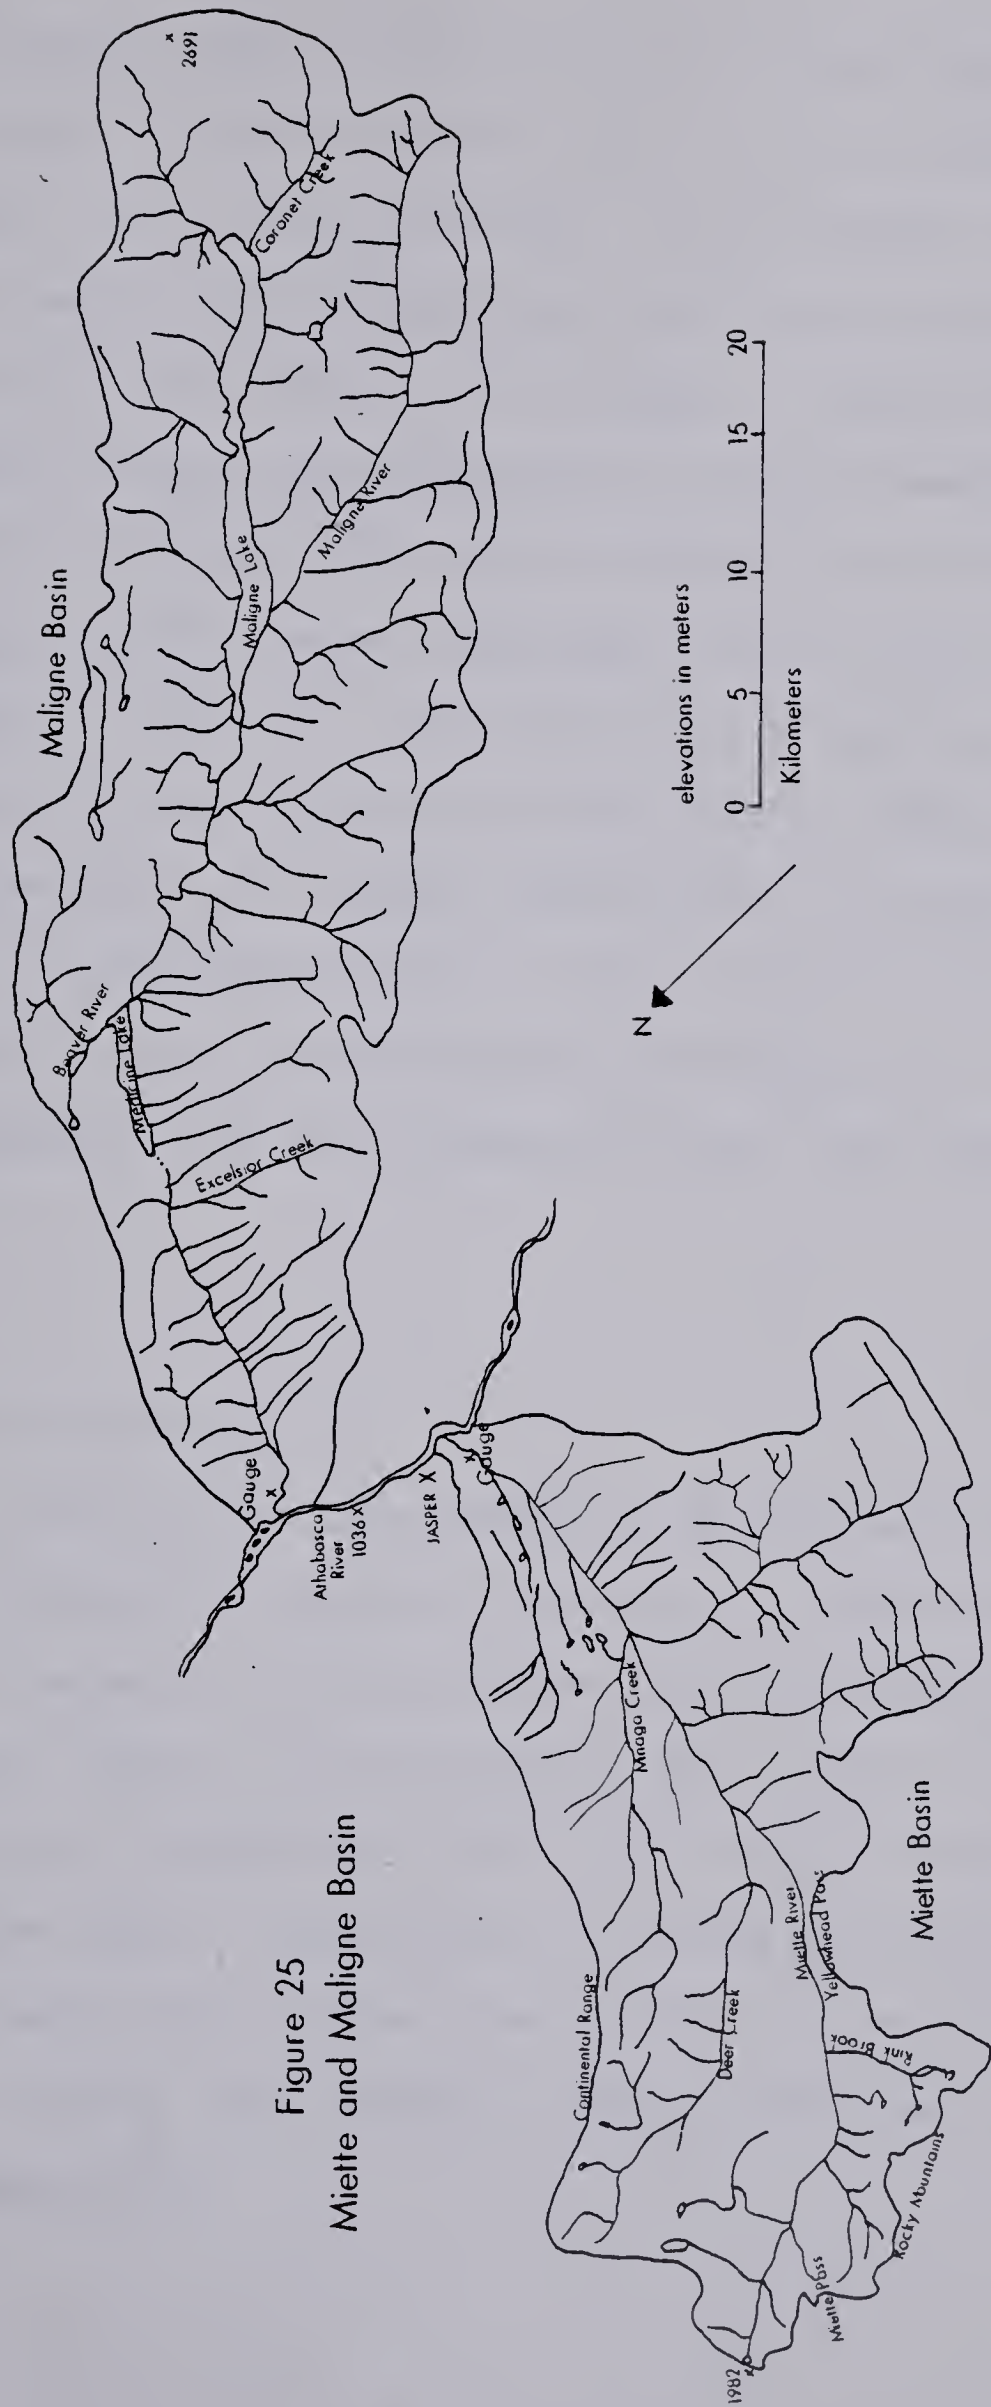 Figure 25
Miette and Maligne Basin
Maligne Basin
2691
Coronet Creek
Maligne Lake
Maligne River
Beaver River
Medicine Lake
Excelsior Creek
Gauge
Athabasca
River
1036
JASPER
Gauge
elevations in meters
0 5 10 15 20
Kilometers
N
Miette Basin
Mnaga Creek
Continental Range
Deer Creek
Miette River
Yellowhead Pass
Rink Brook
Rocky Mountains
Miette Pass
1982